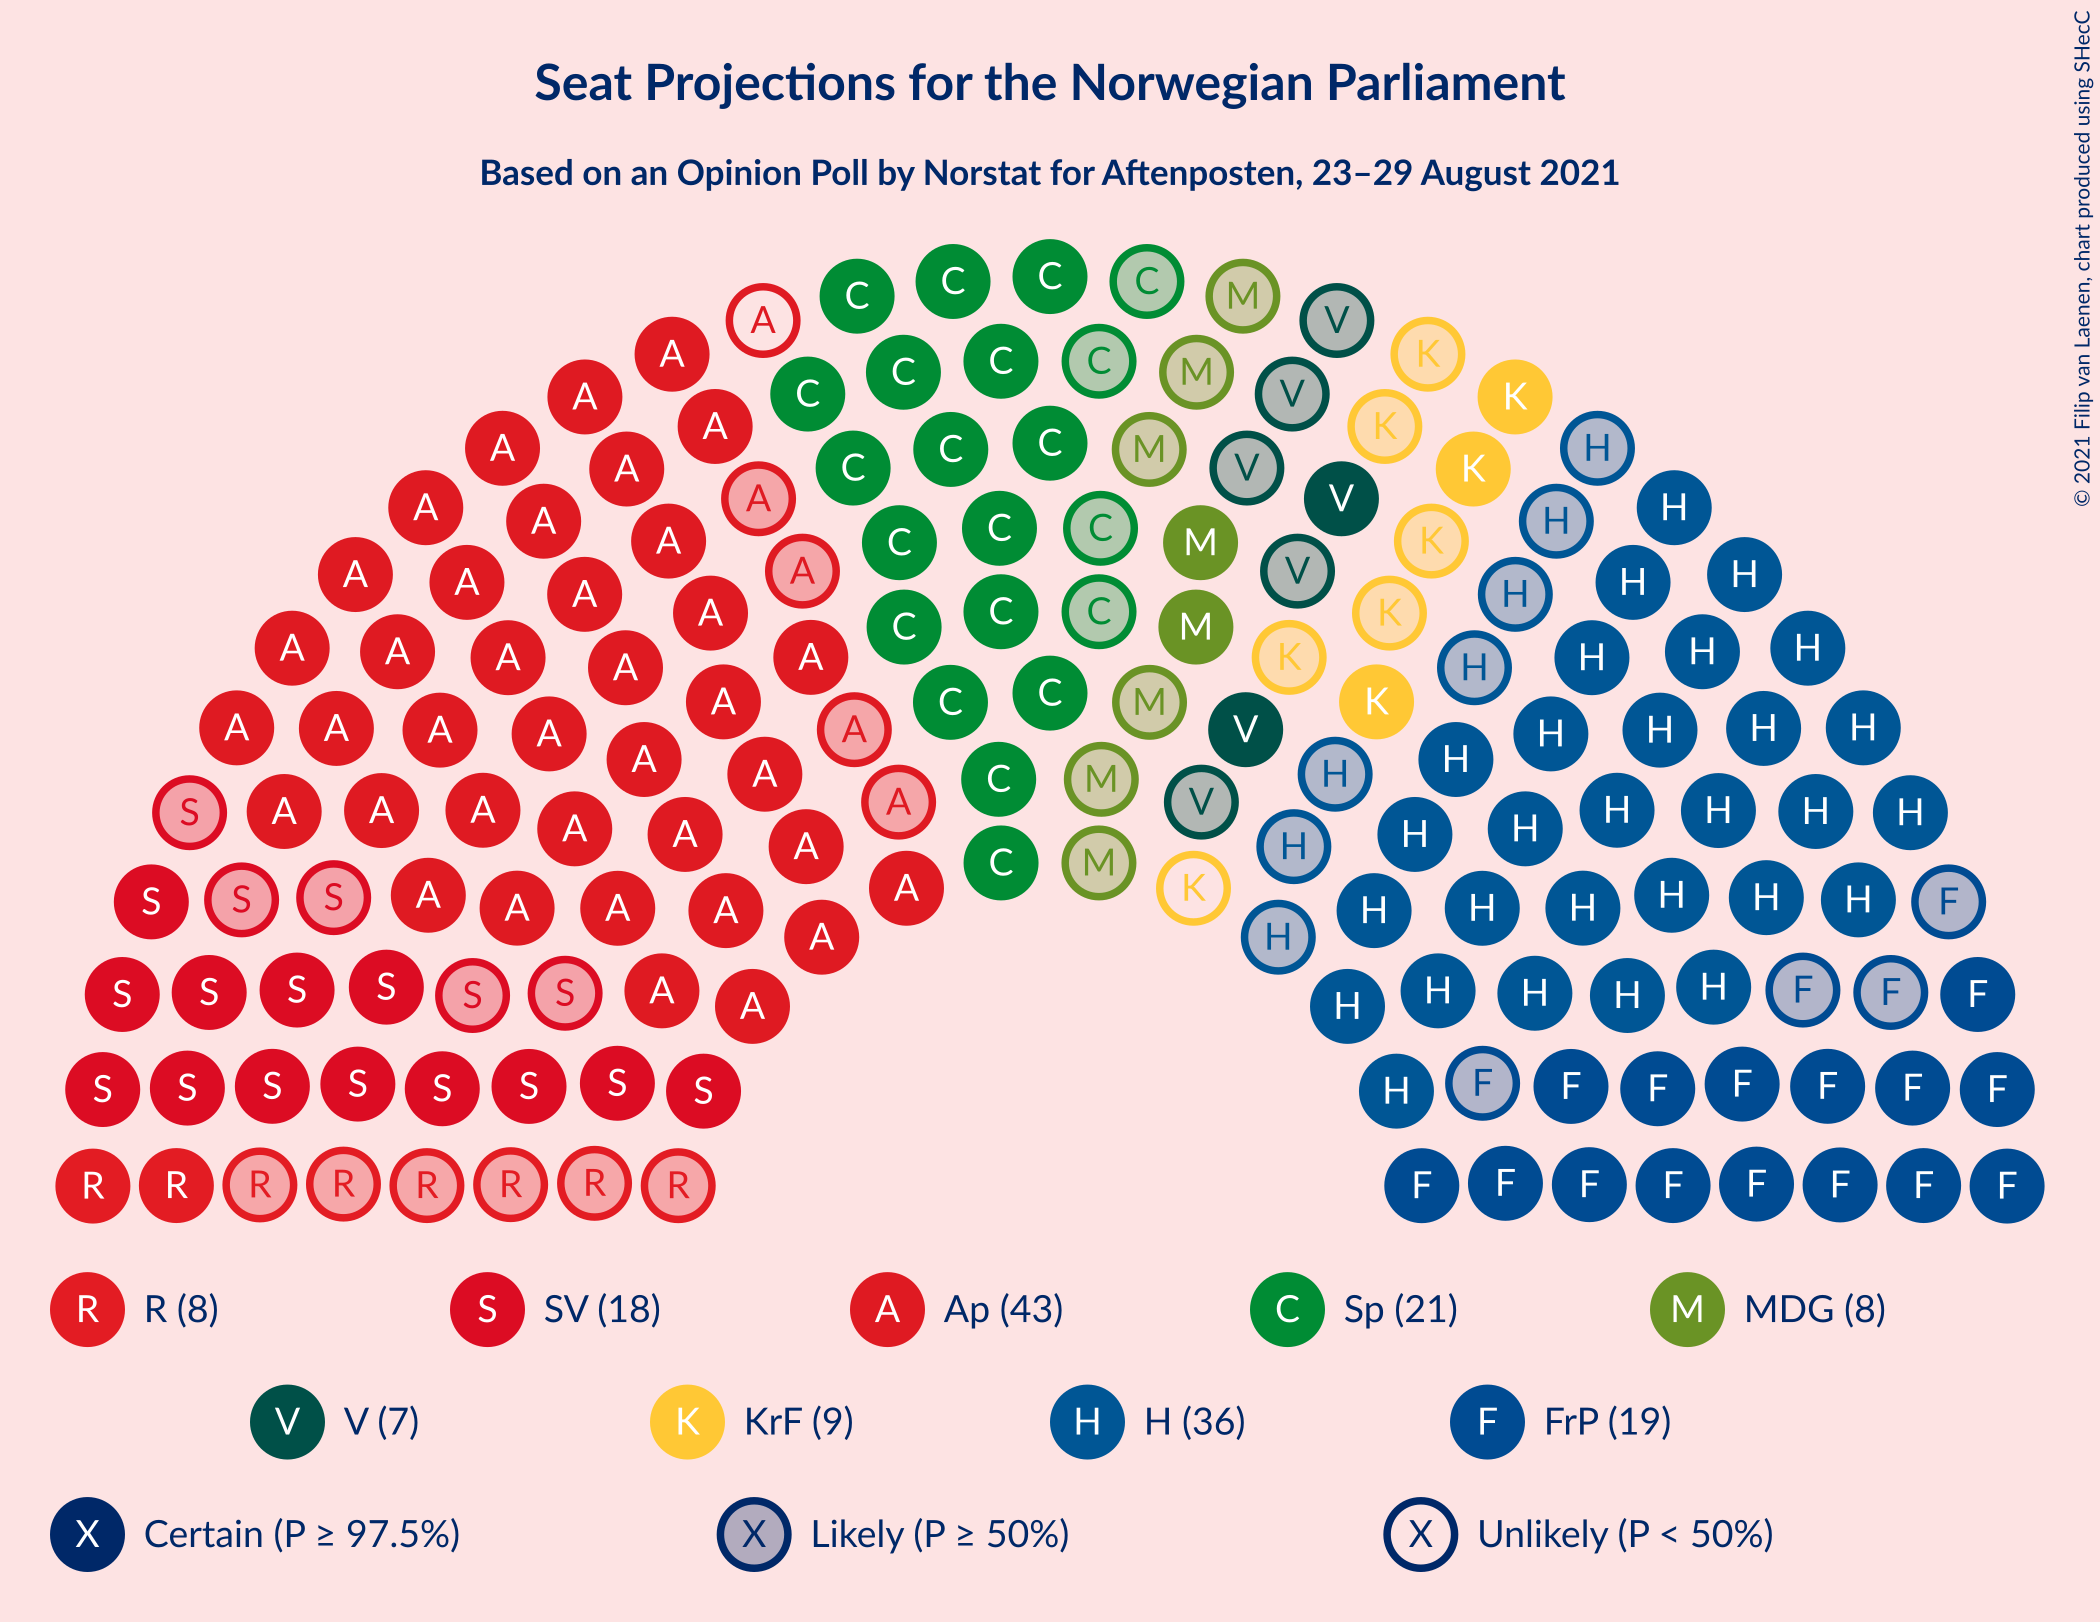 Seat Projections for the Norwegian Parliament
Based on an Opinion Poll by Norstat for Aftenposten, 23–29 August 2021
© 2021 Filip van Laenen, chart produced using SHecC
A C C C C M V
A K
A C C C M V K
A A C H
A C C C M V K
A A A V H H
A C C C M K
A A A A V H H H
A A C C C M K K H H H
A A A A A C C M V K H H H H H
A A A A A A A C M V H H H H H H
S A A A A A A H H H H H H H
A C M K
S S S A A A A A H H H H H H H F
S S S S S S A A H H H H H F F F
S S S S S S S S H F F F F F F F
R R R R R R R R F F F F F F F F
R R (8) S SV (18) A Ap (43) C Sp (21) M MDG (8)
V V (7) K KrF (9) H H (36) F FrP (19)
X Certain (P ≥ 97.5%) X Likely (P ≥ 50%) X Unlikely (P < 50%)